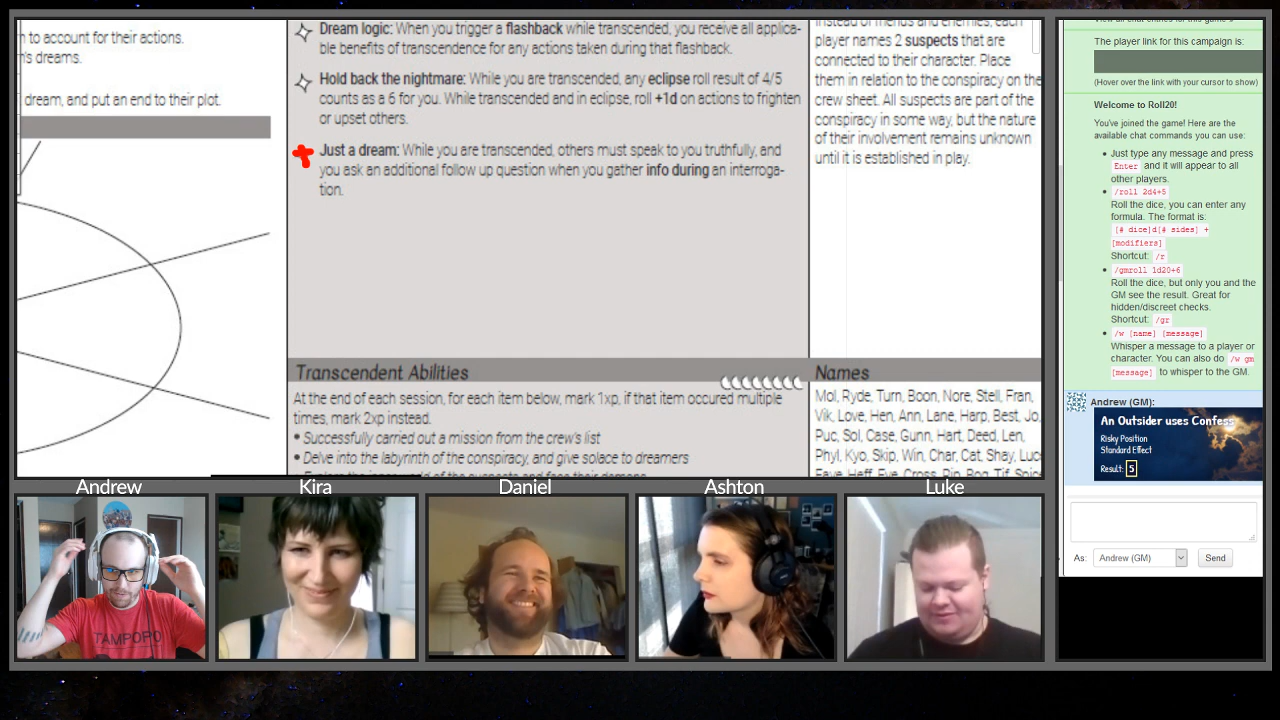 n to account for their actions.
n's dreams.
dream, and put an end to their plot.
Dream logic: When you trigger a flashback while transcended, you receive all applica-
ble benefits of transcendence for any actions taken during that flashback.
Hold back the nightmare: While you are transcended, any eclipse roll result of 4/5
counts as a 6 for you. While transcended and in eclipse, roll +1d on actions to frighten
or upset others.
Just a dream: While you are transcended, others must speak to you truthfully, and
you ask an additional follow up question when you gather info during an interroga-
tion.
Transcendent Abilities
At the end of each session, for each item below, mark 1xp, if that item occured multiple
times, mark 2xp instead.
• Successfully carried out a mission from the crew's list
• Delve into the labyrinth of the conspiracy, and give solace to dreamers
instead of friends and enemies, each
player names 2 suspects that are
connected to their character. Place
them in relation to the conspiracy on the
crew sheet. All suspects are part of the
conspiracy in some way, but the nature
of their involvement remains unknown
until it is established in play.
Names
Mol, Ryde, Turn, Boon, Nore, Stell, Fran,
Vik, Love, Hen, Ann, Lane, Harp, Best, Jo,
Puc, Sol, Case, Gunn, Hart, Deed, Len,
Phyl, Kyo, Skip, Win, Char, Cat, Shay, Luc
The player link for this campaign is:
(Hover over the link with your cursor to show)
Welcome to Roll20!
You've joined the game! Here are the
available chat commands you can use:
• Just type any message and press
Enter and it will appear to all
other players.
• /roll 2d4+5
Roll the dice, you can enter any
formula. The format is:
[# dice]d[# sides] +
[modifiers]
Shortcut: /r
• /gmroll 1d20+6
Roll the dice, but only you and the
GM see the result. Great for
hidden/discreet checks.
Shortcut: /gr
• /w [name] [message]
Whisper a message to a player or
character. You can also do /w gm
[message] to whisper to the GM.
Andrew (GM):
An Outsider uses Confess
Risky Position
Standard Effect
Result: 5
As: Andrew (GM) Send
Andrew
Kira
Daniel
Ashton
Luke
TAMPOPO